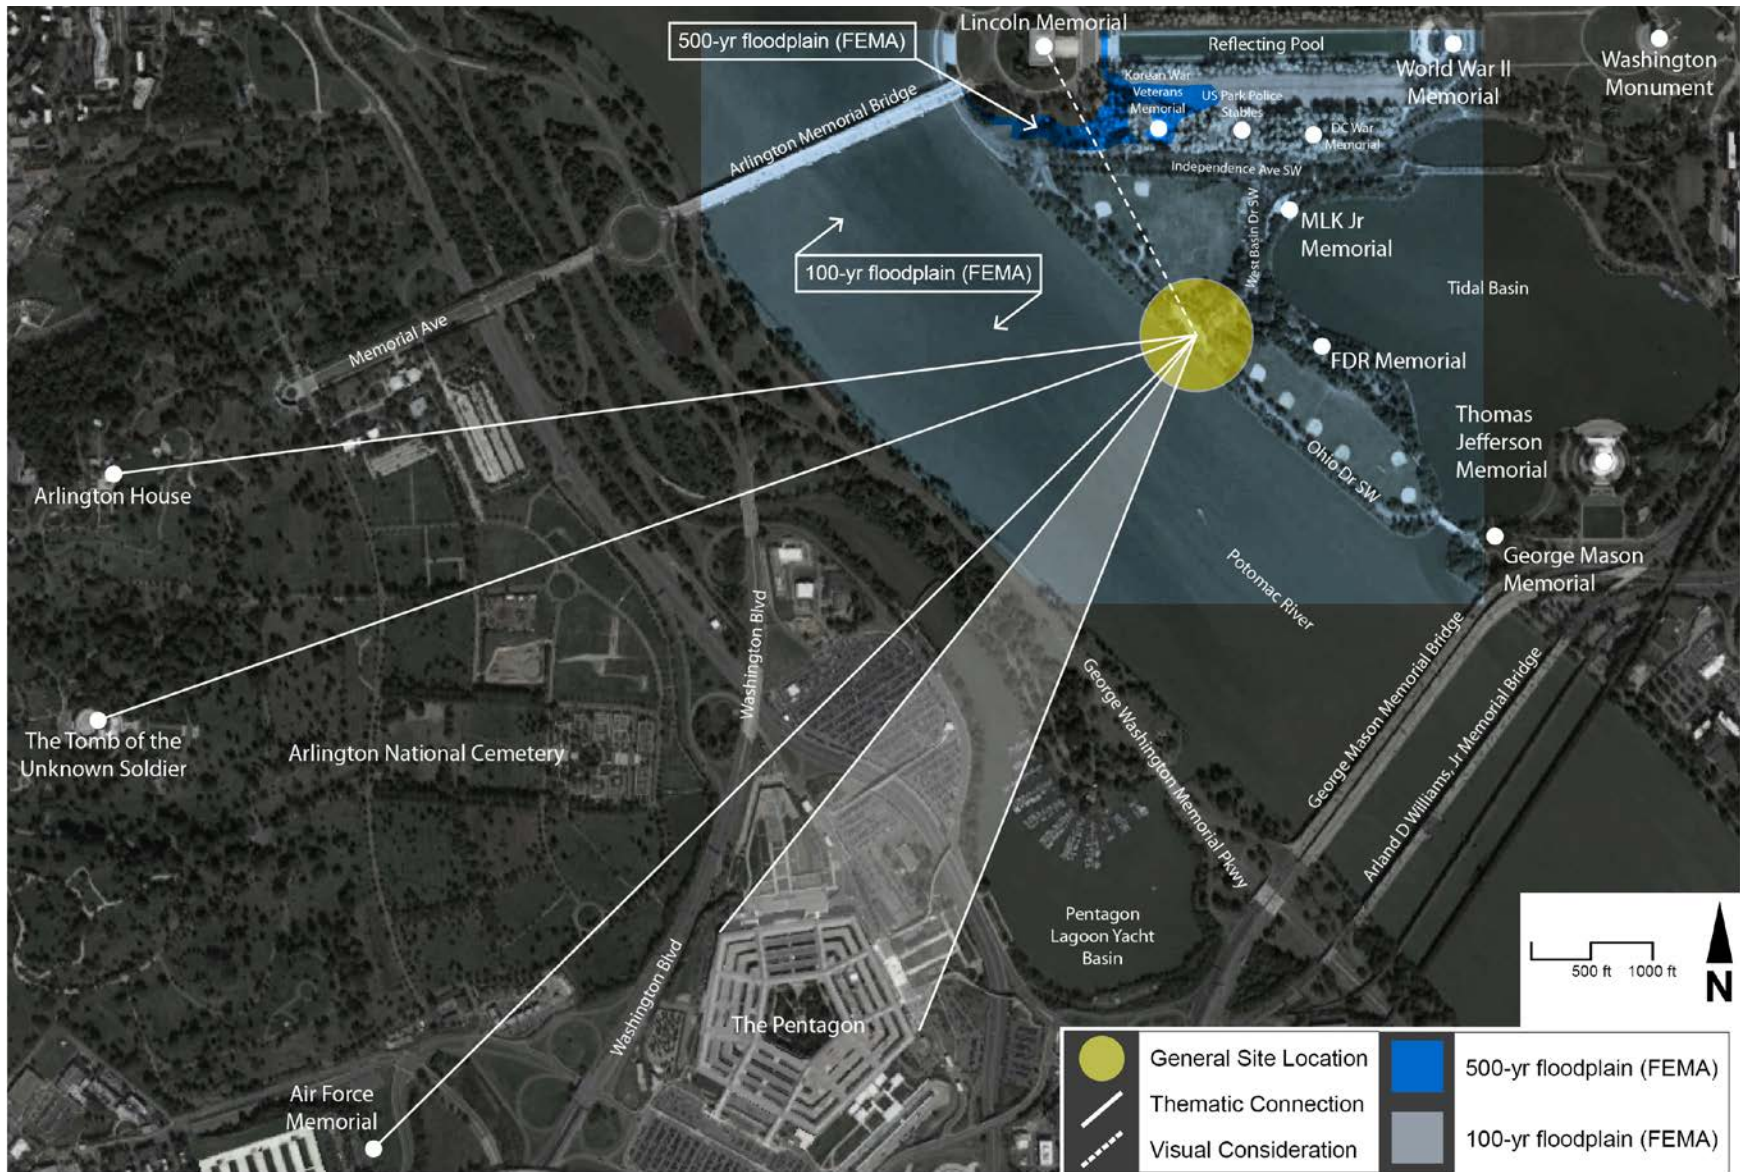 Lincoln Memorial
500-yr floodplain (FEMA)
Reflecting Pool
World War II
Memorial
Washington
Monument
Korean War
Veterans
Memorial
US Park Police
Stables
DC War
Memorial
Arlington Memorial Bridge
Independence Ave SW
West Basin Dr SW
MLK Jr
Memorial
100-yr floodplain (FEMA)
Tidal Basin
Memorial Ave
FDR Memorial
Thomas
Jefferson
Memorial
Ohio Dr SW
Arlington House
George Mason
Memorial
Potomac River
Washington Blvd
George Washington Memorial Pkwy
George Mason Memorial Bridge
Arland D Williams, Jr Memorial Bridge
The Tomb of the
Unknown Soldier
Arlington National Cemetery
Pentagon
Lagoon Yacht
Basin
500 ft
1000 ft
N
Washington Blvd
The Pentagon
Air Force
Memorial
General Site Location
Thematic Connection
Visual Consideration
500-yr floodplain (FEMA)
100-yr floodplain (FEMA)